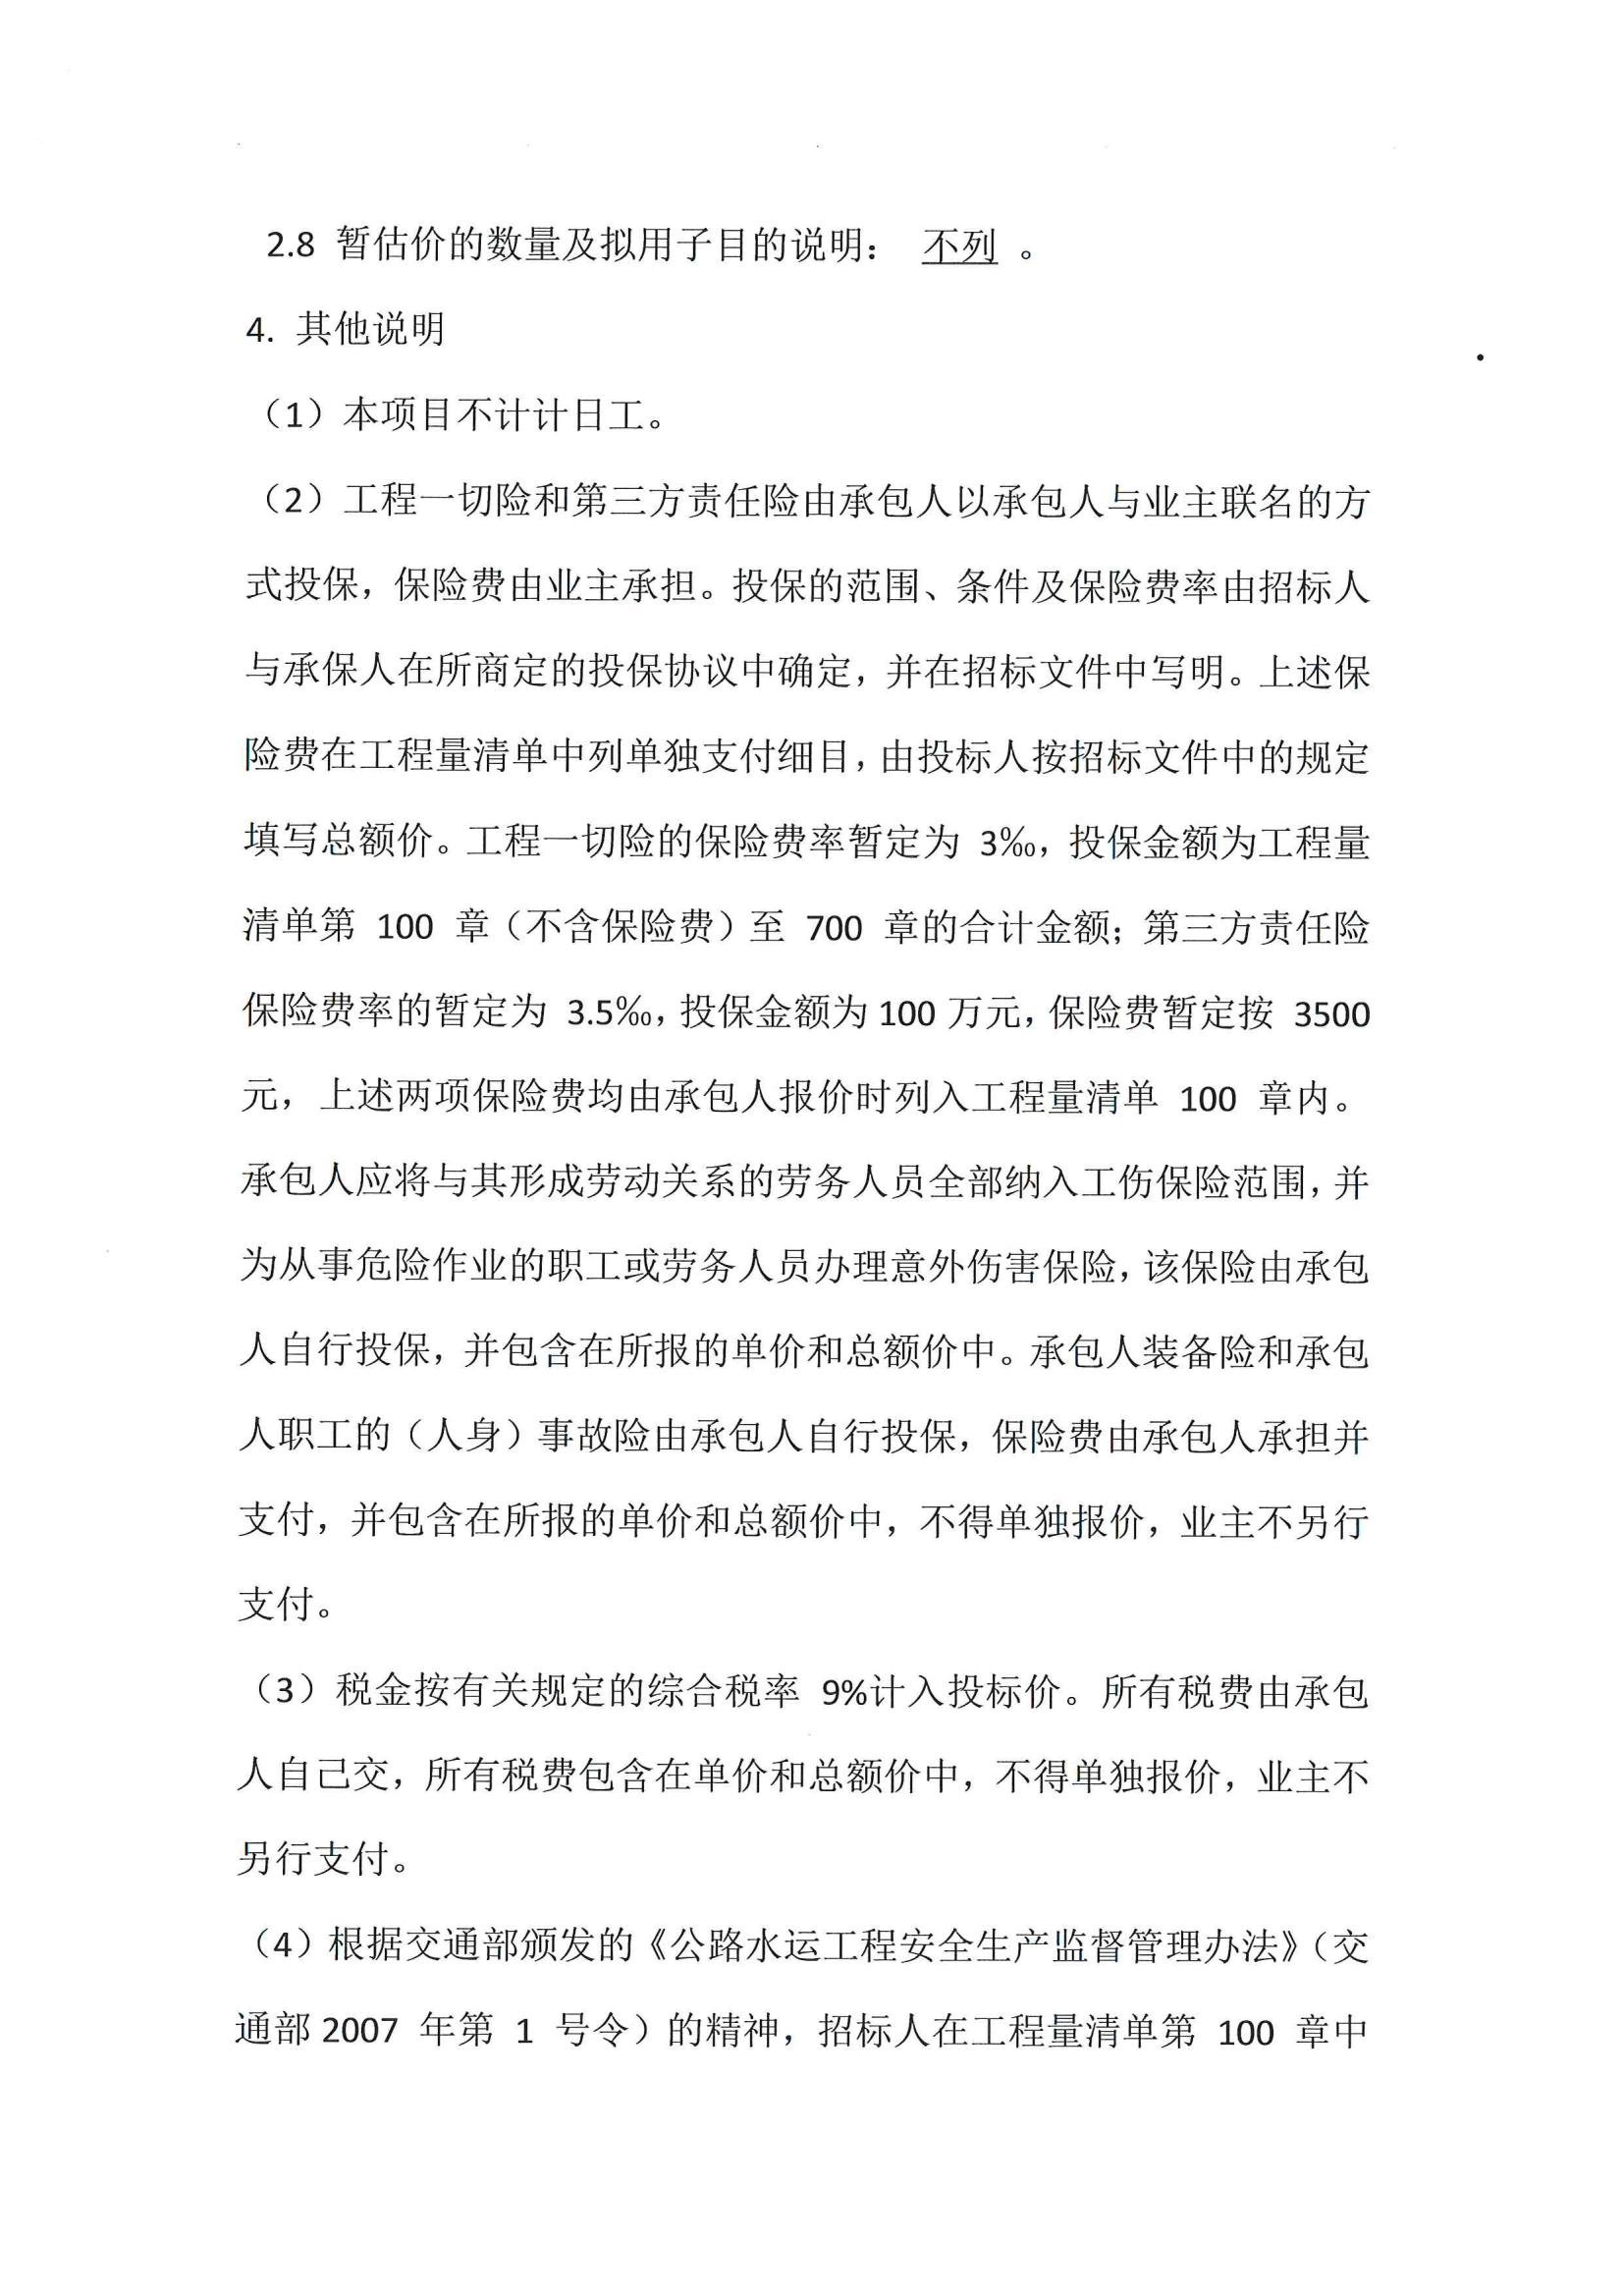 2.8 暂估价的数量及拟用子目的说明： 不列 。
4. 其他说明
（1）本项目不计计日工。
（2）工程一切险和第三方责任险由承包人以承包人与业主联名的方
式投保，保险费由业主承担。投保的范围、条件及保险费率由招标人
与承保人在所商定的投保协议中确定，并在招标文件中写明。上述保
险费在工程量清单中列单独支付细目，由投标人按招标文件中的规定
填写总额价。工程一切险的保险费率暂定为 3‰，投保金额为工程量
清单第 100 章（不含保险费）至 700 章的合计金额；第三方责任险
保险费率的暂定为 3.5‰，投保金额为 100 万元，保险费暂定按 3500
元，上述两项保险费均由承包人报价时列入工程量清单 100 章内。
承包人应将与其形成劳动关系的劳务人员全部纳入工伤保险范围，并
为从事危险作业的职工或劳务人员办理意外伤害保险，该保险由承包
人自行投保，并包含在所报的单价和总额价中。承包人装备险和承包
人职工的（人身）事故险由承包人自行投保，保险费由承包人承担并
支付，并包含在所报的单价和总额价中，不得单独报价，业主不另行
支付。
（3）税金按有关规定的综合税率 9%计入投标价。所有税费由承包
人自己交，所有税费包含在单价和总额价中，不得单独报价，业主不
另行支付。
（4）根据交通部颁发的《公路水运工程安全生产监督管理办法》（交
通部 2007 年第 1 号令）的精神，招标人在工程量清单第 100 章中